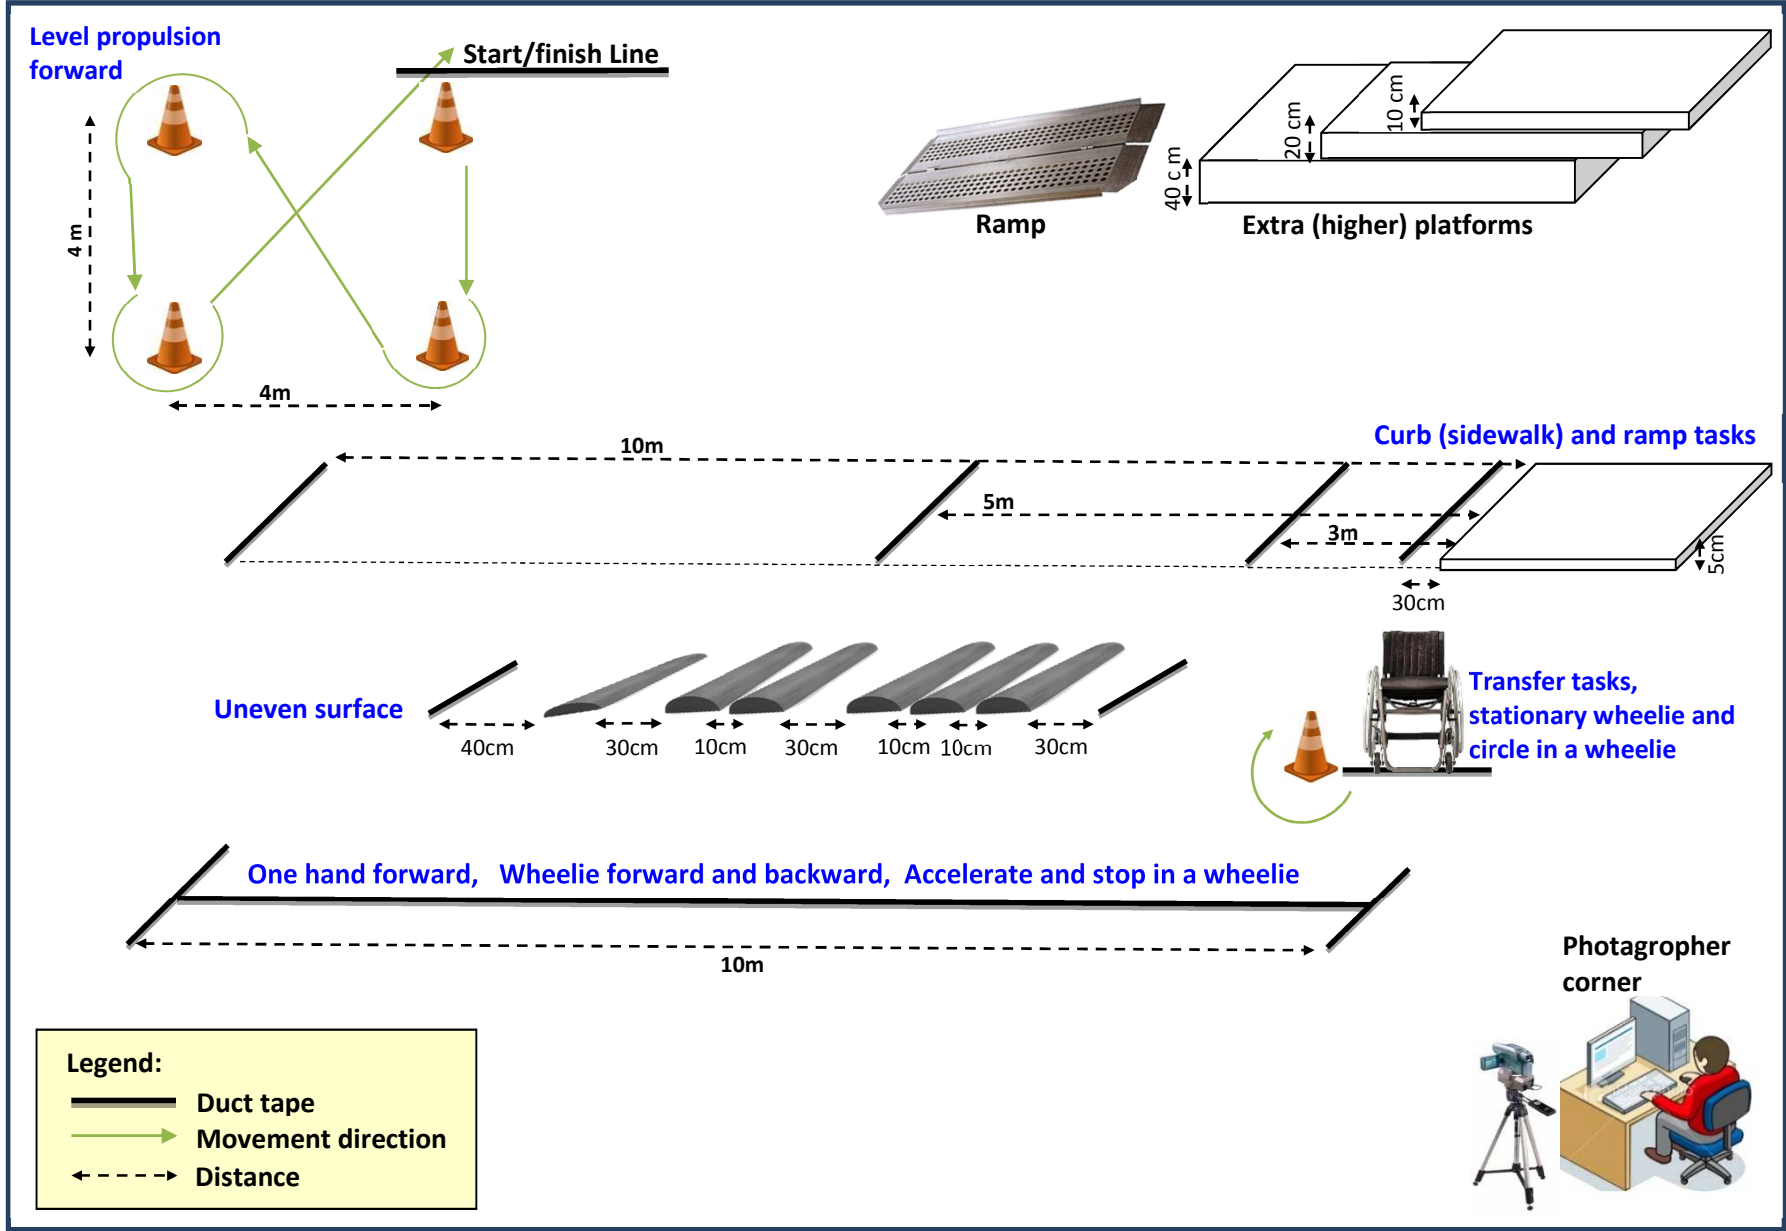 Level propulsion
forward
Start/finish Line
4 m
4m
Ramp
40 c m
20 cm
10 cm
Extra (higher) platforms
Curb (sidewalk) and ramp tasks
10m
5m
3m
30cm
5cm
Uneven surface
40cm
30cm
10cm
30cm
10cm
10cm
30cm
Transfer tasks,
stationary wheelie and
circle in a wheelie
One hand forward, Wheelie forward and backward, Accelerate and stop in a wheelie
10m
Photagropher
corner
Legend:
Duct tape
Movement direction
Distance